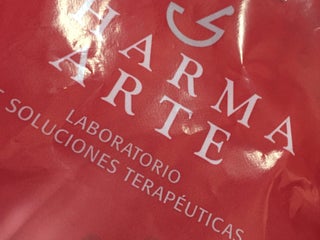 HARMA
ARTE
LABORATORIO
E SOLUCIONES TERAPÉUTICAS